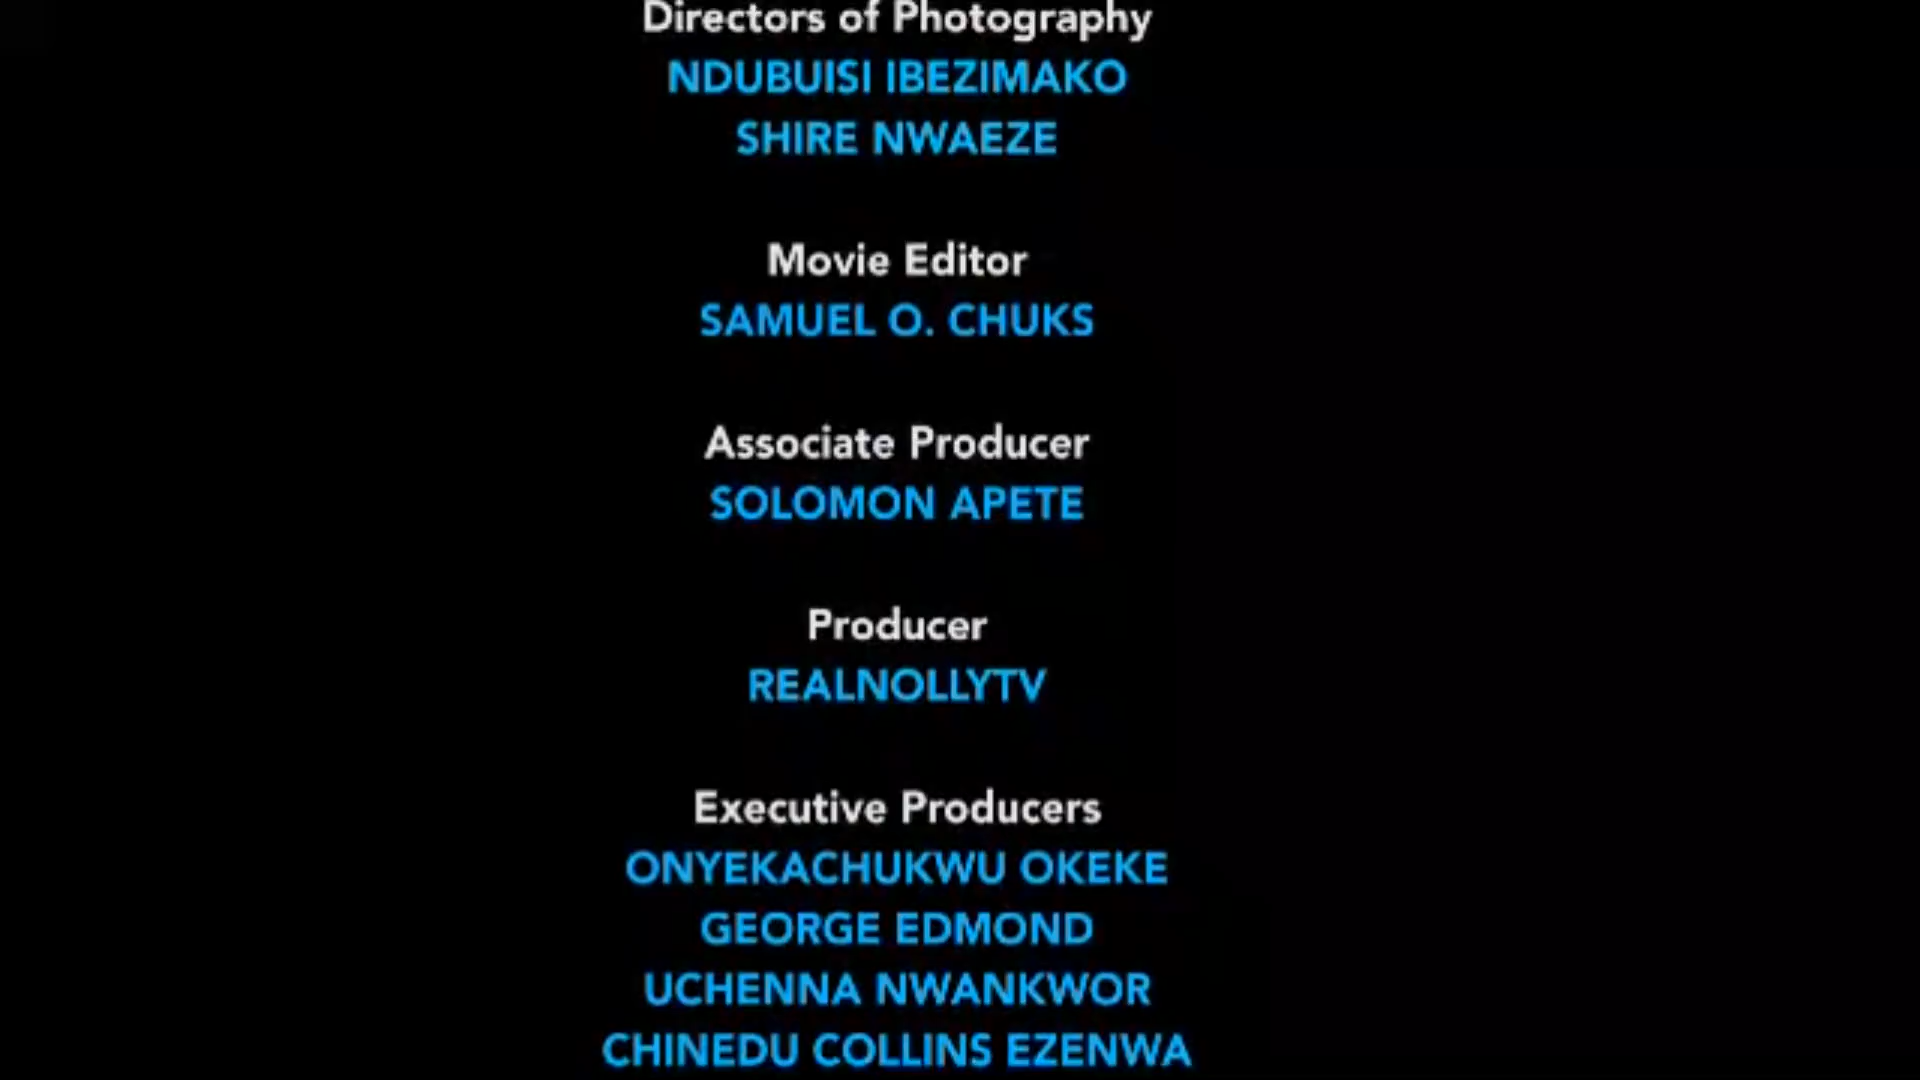 Directors of Photography
NDUBUISI IBEZIMAKO
SHIRE NWAEZE
Movie Editor
SAMUEL O. CHUKS
Associate Producer
SOLOMON APETE
Producer
REALNOLLYTV
Executive Producers
ONYEKACHUKWU OKEKE
GEORGE EDMOND
UCHENNA NWANKWOR
CHINEDU COLLINS EZENWA